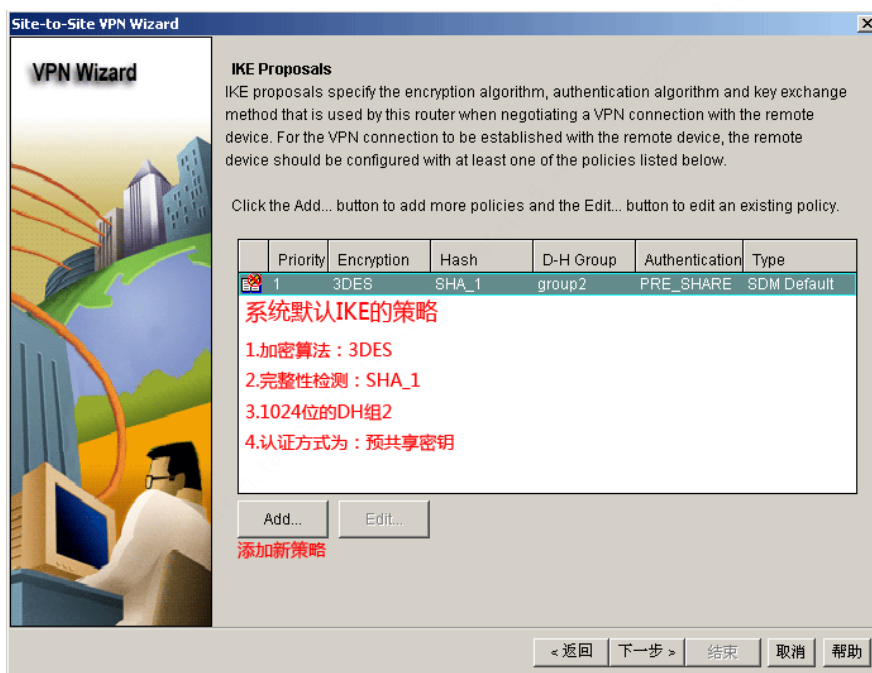 Site-to-Site VPN Wizard
VPN Wizard
IKE Proposals
IKE proposals specify the encryption algorithm, authentication algorithm and key exchange
method that is used by this router when negotiating a VPN connection with the remote
device. For the VPN connection to be established with the remote device, the remote
device should be configured with at least one of the policies listed below.
Click the Add... button to add more policies and the Edit... button to edit an existing policy.
Priority Encryption Hash D-H Group Authentication Type
1 3DES SHA_1 group2 PRE_SHARE SDM Default
系统默认IKE的策略
1.加密算法：3DES
2.完整性检测：SHA_1
3.1024位的DH组2
4.认证方式为：预共享密钥
Add... Edit...
添加新策略
<返回 下一步> 结束 取消 帮助